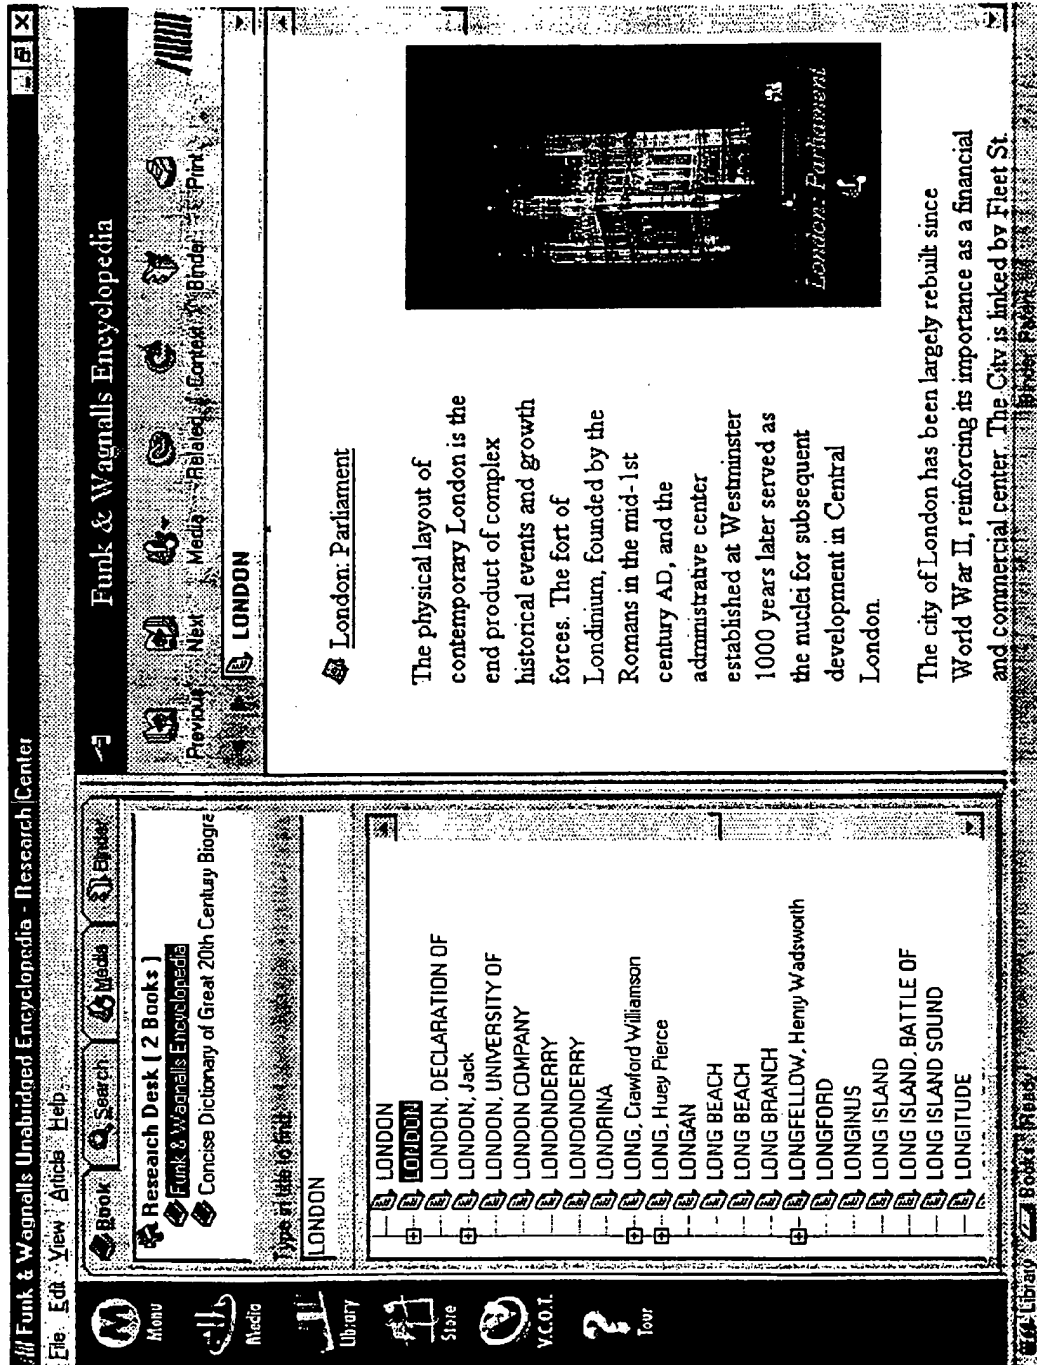 Funk & Wagnalls Unabridged Encyclopedia - Research Center
File Edit View Article Help
Menu
Media
Library
Store
V.C.O.T.
Tour
Book Search Media Binder
Research Desk [ 2 Books ]
Funk & Wagnalls Encyclopedia
Concise Dictionary of Great 20th Century Biogra
Type in title to find:
LONDON
LONDON
LONDON
LONDON, DECLARATION OF
LONDON, Jack
LONDON, UNIVERSITY OF
LONDON COMPANY
LONDONDERRY
LONDONDERRY
LONDRINA
LONG, Crawford Williamson
LONG, Huey Pierce
LONGAN
LONG BEACH
LONG BEACH
LONG BRANCH
LONGFELLOW, Henry Wadsworth
LONGFORD
LONGINUS
LONG ISLAND
LONG ISLAND, BATTLE OF
LONG ISLAND SOUND
LONGITUDE
Funk & Wagnalls Encyclopedia
Previous Next Media Related Context Binder Print
LONDON
London: Parliament
The physical layout of
contemporary London is the
end product of complex
historical events and growth
forces. The fort of
Londinium, founded by the
Romans in the mid-1st
century AD, and the
administrative center
established at Westminster
1000 years later served as
the nuclei for subsequent
development in Central
London.
London: Parliament
The city of London has been largely rebuilt since
World War II, reinforcing its importance as a financial
and commercial center. The City is linked by Fleet St.
Library Books Ready
Binder: Patent